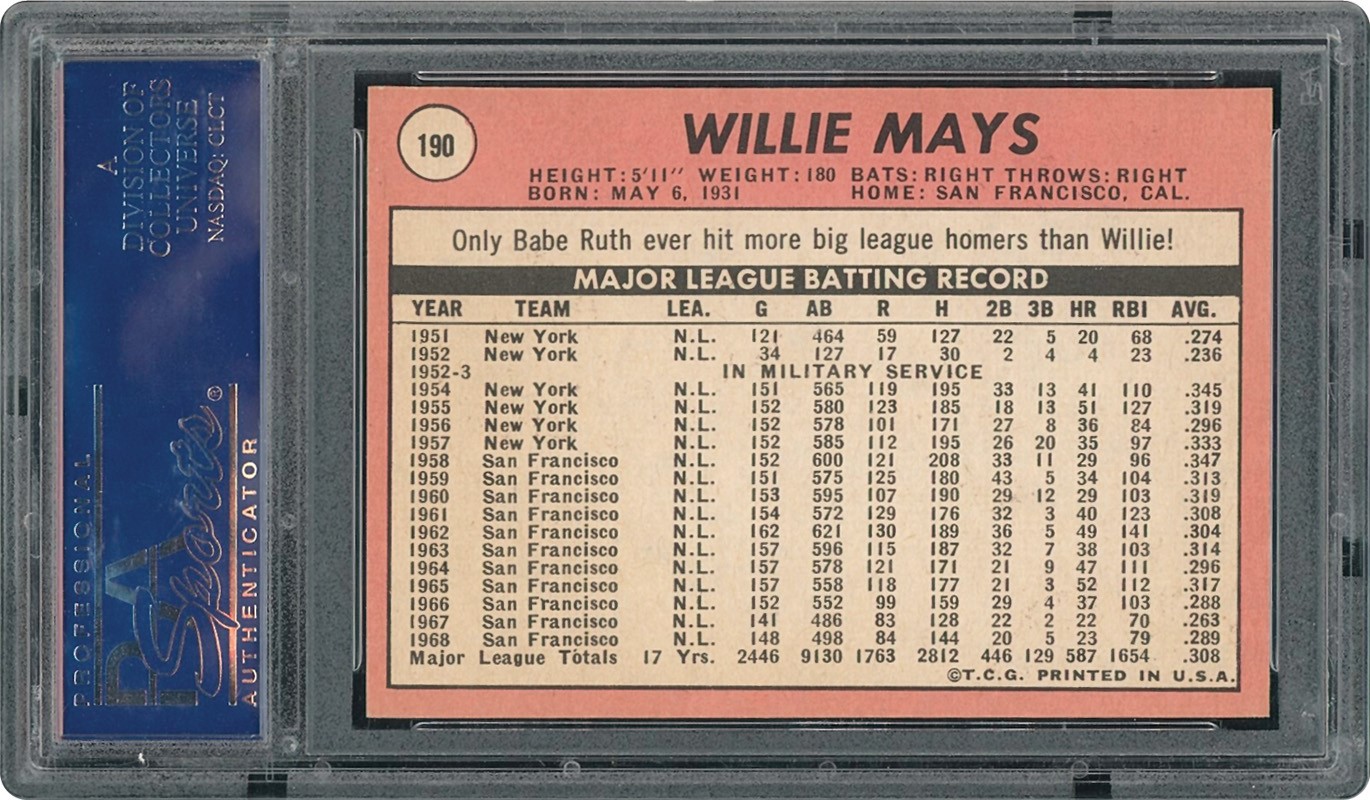 A
DIVISION OF
COLLECTORS
UNIVERSE
NASDAQ: CLCT
PROFESSIONAL
PSA
Sports®
AUTHENTICATOR
190
WILLIE MAYS
HEIGHT: 5'11" WEIGHT: 180 BATS: RIGHT THROWS: RIGHT
BORN: MAY 6, 1931 HOME: SAN FRANCISCO, CAL.
Only Babe Ruth ever hit more big league homers than Willie!
MAJOR LEAGUE BATTING RECORD
YEAR TEAM LEA. G AB R H 2B 3B HR RBI AVG.
1951 New York N.L. 121 464 59 127 22 5 20 68 .274
1952 New York N.L. 34 127 17 30 2 4 4 23 .236
1952-3 IN MILITARY SERVICE
1954 New York N.L. 151 565 119 195 33 13 41 110 .345
1955 New York N.L. 152 580 123 185 18 13 51 127 .319
1956 New York N.L. 152 578 101 171 27 8 36 84 .296
1957 New York N.L. 152 585 112 195 26 20 35 97 .333
1958 San Francisco N.L. 152 600 121 208 33 11 29 96 .347
1959 San Francisco N.L. 151 575 125 180 43 5 34 104 .313
1960 San Francisco N.L. 153 595 107 190 29 12 29 103 .319
1961 San Francisco N.L. 154 572 129 176 32 3 40 123 .308
1962 San Francisco N.L. 162 621 130 189 36 5 49 141 .304
1963 San Francisco N.L. 157 596 115 187 32 7 38 103 .314
1964 San Francisco N.L. 157 578 121 171 21 9 47 111 .296
1965 San Francisco N.L. 157 558 118 177 21 3 52 112 .317
1966 San Francisco N.L. 152 552 99 159 29 4 37 103 .288
1967 San Francisco N.L. 141 486 83 128 22 2 22 70 .263
1968 San Francisco N.L. 148 498 84 144 20 5 23 79 .289
Major League Totals 17 Yrs. 2446 9130 1763 2812 446 129 587 1654 .308
©T.C.G. PRINTED IN U.S.A.